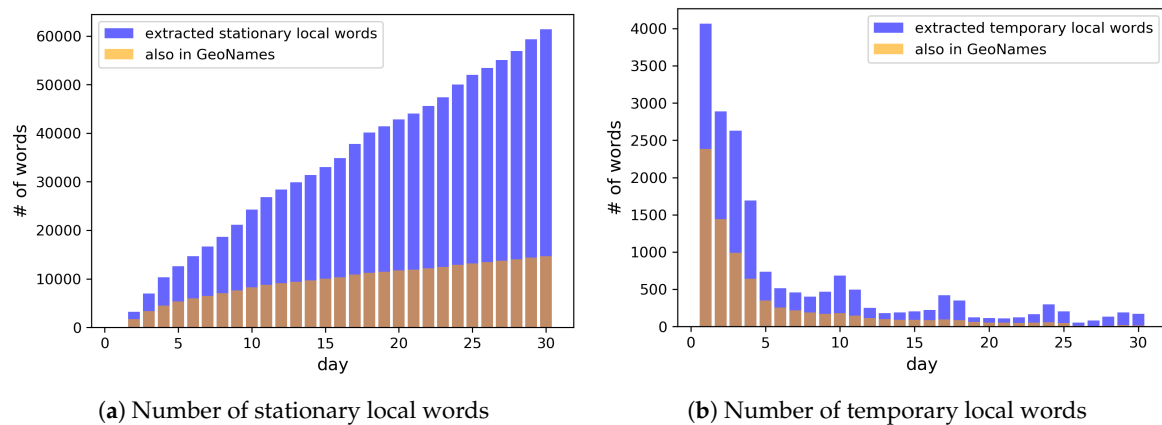 extracted stationary local words
also in GeoNames
60000
50000
40000
30000
20000
10000
0
# of words
0 5 10 15 20 25 30
day
(a) Number of stationary local words
extracted temporary local words
also in GeoNames
4000
3500
3000
2500
2000
1500
1000
500
0
# of words
0 5 10 15 20 25 30
day
(b) Number of temporary local words